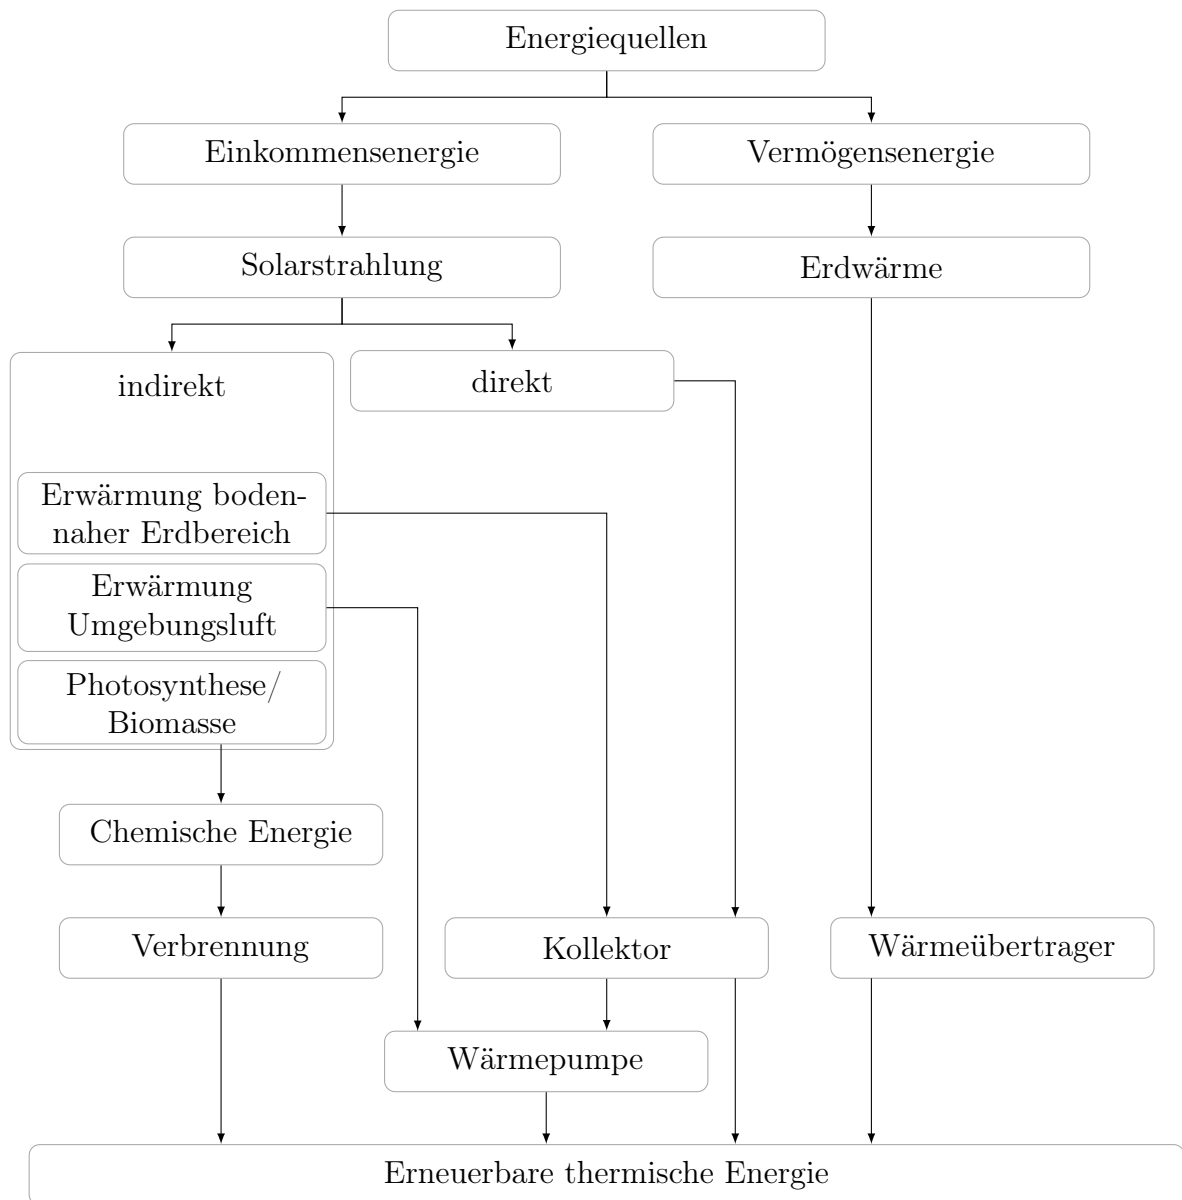 Energiequellen
Einkommensenergie
Vermögensenergie
Solarstrahlung
Erdwärme
indirekt
direkt
Erwärmung boden-
naher Erdbereich
Erwärmung
Umgebungsluft
Photosynthese/
Biomasse
Chemische Energie
Verbrennung
Kollektor
Wärmeübertrager
Wärmepumpe
Erneuerbare thermische Energie